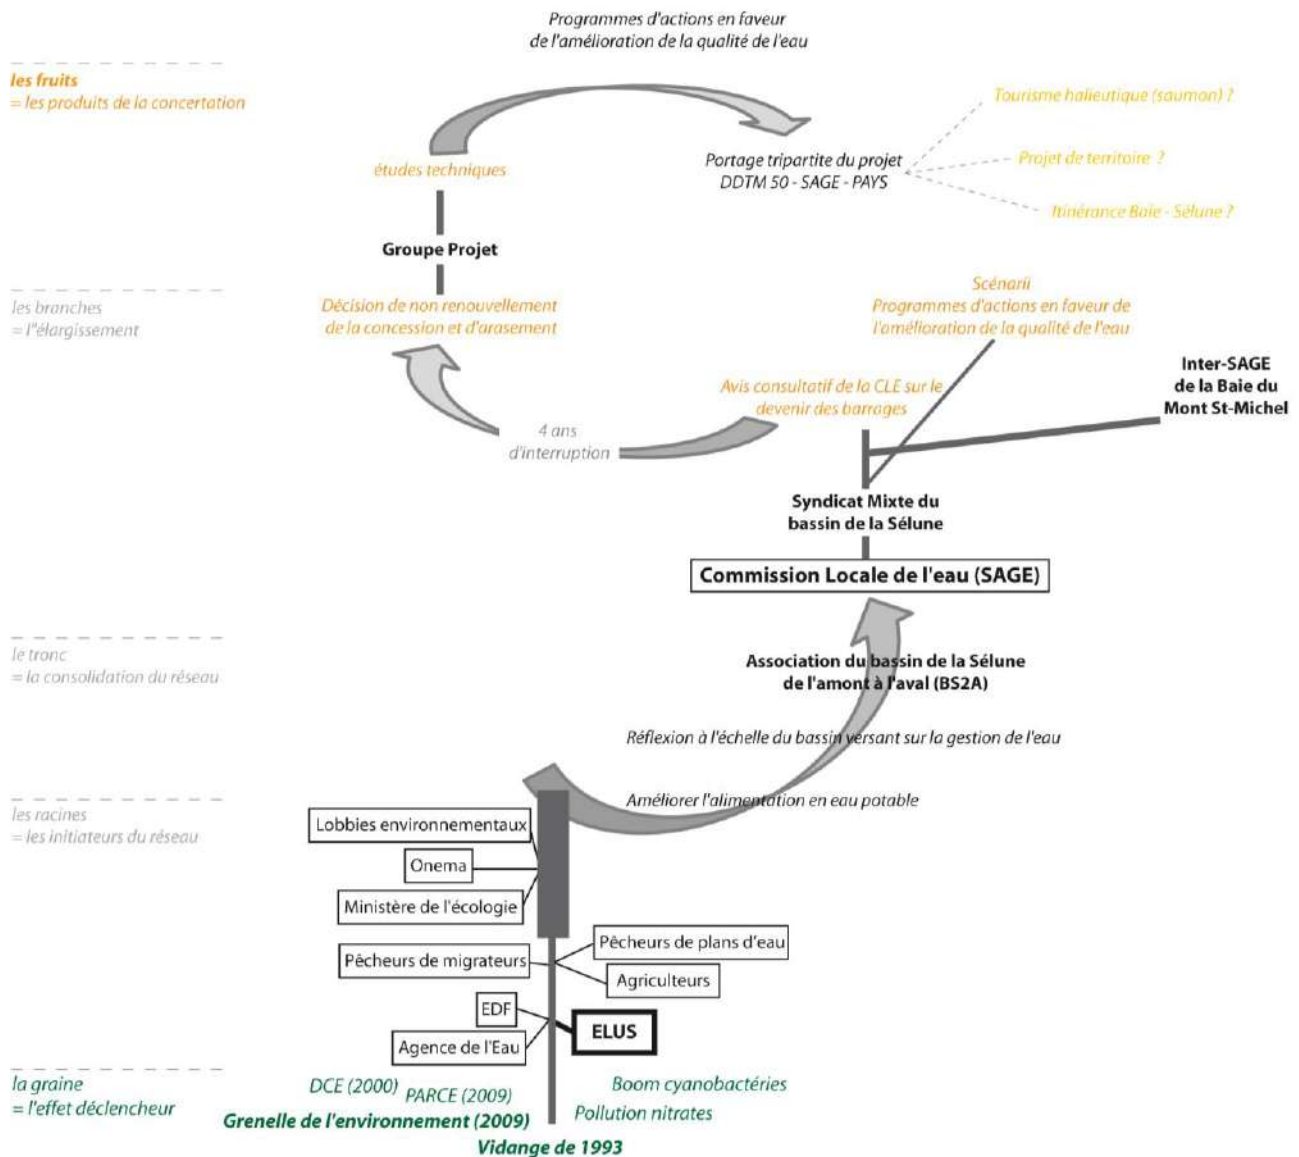 Programmes d'actions en faveur
de l'amélioration de la qualité de l'eau
les fruits
= les produits de la concertation
Tourisme halieutique (saumon) ?
études techniques
Portage tripartite du projet
DDTM 50 - SAGE - PAYS
Projet de territoire ?
Itinérance Baie - Sélune ?
Groupe Projet
les branches
= l"élargissement
Décision de non renouvellement
de la concession et d'arasement
Scénarii
Programmes d'actions en faveur de
l'amélioration de la qualité de l'eau
Inter-SAGE
de la Baie du
Mont St-Michel
Avis consultatif de la CLE sur le
devenir des barrages
4 ans
d'interruption
Syndicat Mixte du
bassin de la Sélune
Commission Locale de l'eau (SAGE)
le tronc
= la consolidation du réseau
Association du bassin de la Sélune
de l'amont à l'aval (BS2A)
Réflexion à l'échelle du bassin versant sur la gestion de l'eau
Améliorer l'alimentation en eau potable
les racines
= les initiateurs du réseau
Lobbies environnementaux
Onema
Ministère de l'écologie
Pêcheurs de plans d'eau
Pêcheurs de migrateurs
Agriculteurs
EDF
ELUS
Agence de l'Eau
la graine
= l'effet déclencheur
DCE (2000)
PARCE (2009)
Boom cyanobactéries
Grenelle de l'environnement (2009)
Pollution nitrates
Vidange de 1993